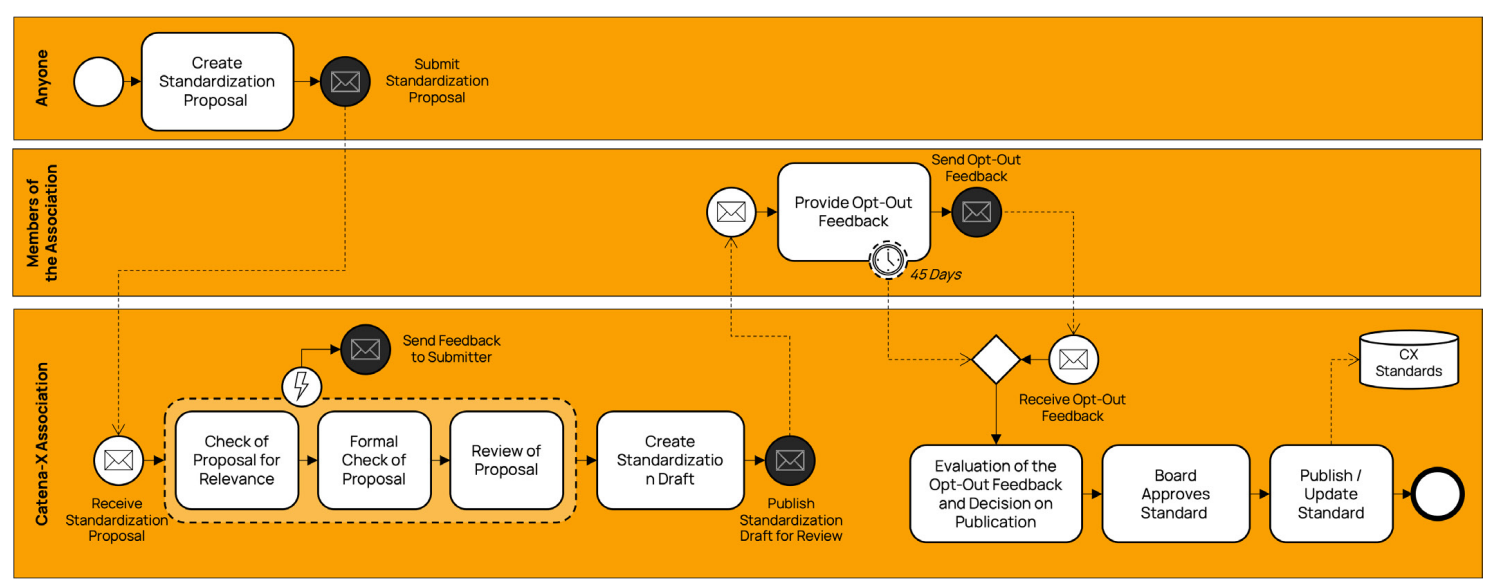 Anyone
Create
Standardization
Proposal
Submit
Standardization
Proposal
Members of
the Association
Provide Opt-Out
Feedback
Send Opt-Out
Feedback
45 Days
Catena-X Association
Receive
Standardization
Proposal
Send Feedback
to Submitter
Check of
Proposal for
Relevance
Formal
Check of
Proposal
Review of
Proposal
Create
Standardizatio
n Draft
Publish
Standardization
Draft for Review
Receive Opt-Out
Feedback
Evaluation of the
Opt-Out Feedback
and Decision on
Publication
Board
Approves
Standard
Publish /
Update
Standard
CX
Standards